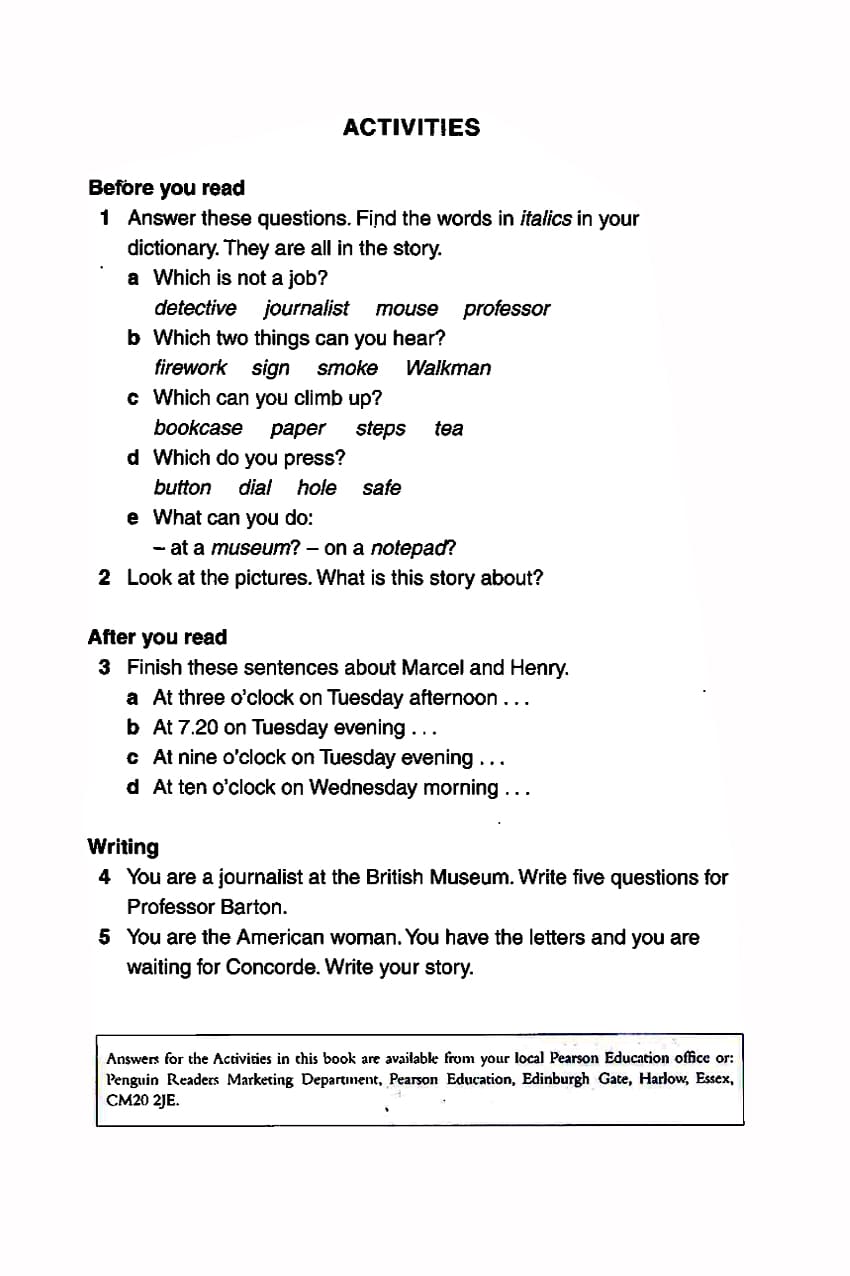 ACTIVITIES
Before you read
1 Answer these questions. Find the words in italics in your
dictionary. They are all in the story.
a Which is not a job?
detective journalist mouse professor
b Which two things can you hear?
firework sign smoke Walkman
c Which can you climb up?
bookcase paper steps tea
d Which do you press?
button dial hole safe
e What can you do:
– at a museum? – on a notepad?
2 Look at the pictures. What is this story about?
After you read
3 Finish these sentences about Marcel and Henry.
a At three o'clock on Tuesday afternoon . . .
b At 7.20 on Tuesday evening . . .
c At nine o'clock on Tuesday evening . . .
d At ten o'clock on Wednesday morning . . .
Writing
4 You are a journalist at the British Museum. Write five questions for
Professor Barton.
5 You are the American woman. You have the letters and you are
waiting for Concorde. Write your story.
Answers for the Activities in this book are available from your local Pearson Education office or:
Penguin Readers Marketing Department, Pearson Education, Edinburgh Gate, Harlow, Essex,
CM20 2JE.